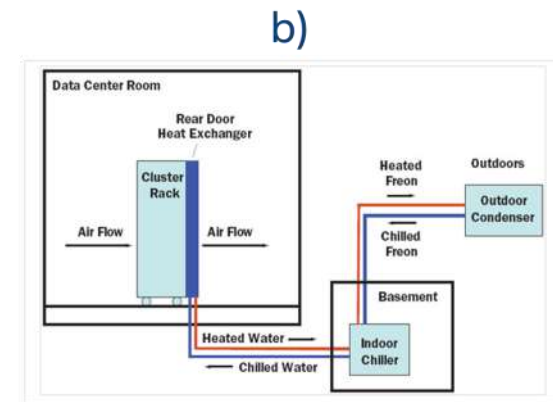 b)
Data Center Room
Rear Door
Heat Exchanger
Cluster
Rack
Air Flow
Air Flow
Heated
Freon
Outdoors
Outdoor
Condenser
Chilled
Freon
Basement
Heated Water
Indoor
Chiller
Chilled Water